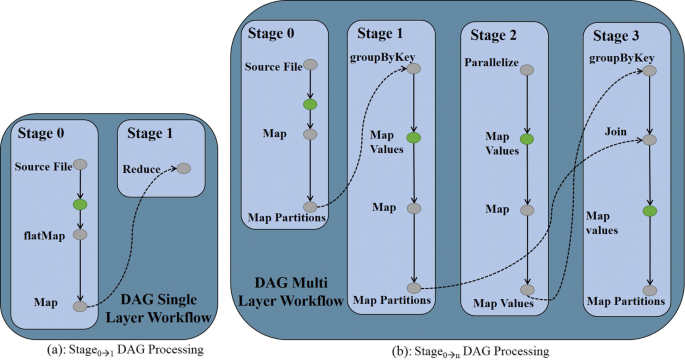 Stage 0
Source File
flatMap
Map
Stage 1
Reduce
DAG Single
Layer Workflow
(a): Stage0→1 DAG Processing
Stage 0
Source File
Map
Map Partitions
Stage 1
groupByKey
Map
Values
Map
Map Partitions
Stage 2
Parallelize
Map
Values
Map
Map Values
Stage 3
groupByKey
Join
Map
values
Map Partitions
DAG Multi
Layer Workflow
(b): Stage0→n DAG Processing